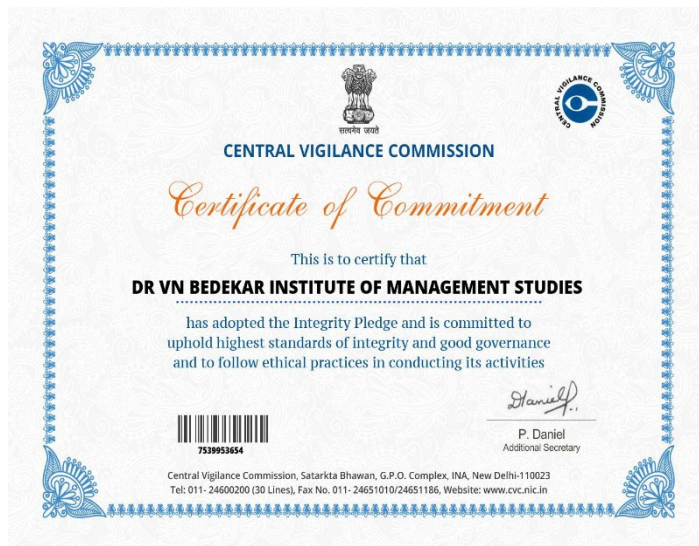 सत्यमेव जयते
CENTRAL VIGILANCE COMMISSION
CENTRAL VIGILANCE COMMISSION
Certificate of Commitment
This is to certify that
DR VN BEDEKAR INSTITUTE OF MANAGEMENT STUDIES
has adopted the Integrity Pledge and is committed to
uphold highest standards of integrity and good governance
and to follow ethical practices in conducting its activities
Daniel
P. Daniel
Additional Secretary
7539953654
Central Vigilance Commission, Satarkta Bhawan, G.P.O. Complex, INA, New Delhi-110023
Tel: 011- 24600200 (30 Lines), Fax No. 011- 24651010/24651186, Website: www.cvc.nic.in